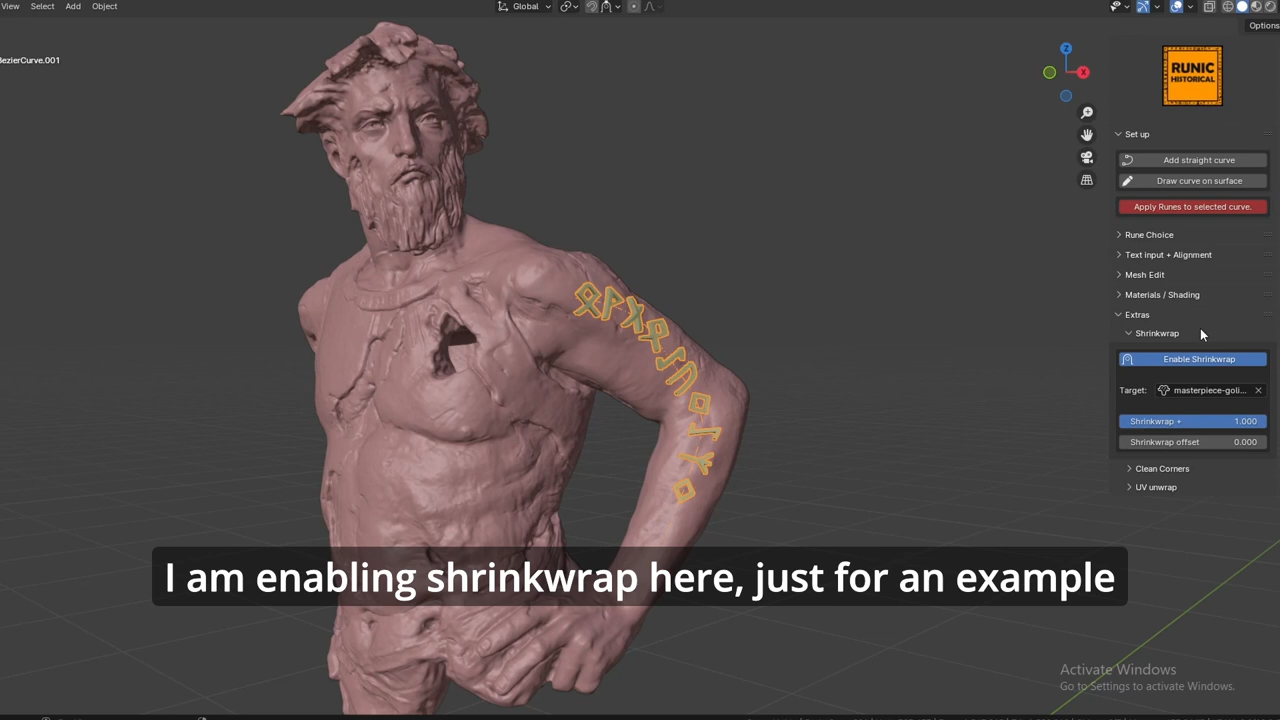 View Select Add Object
Global
Options
BezierCurve.001
Z
X
RUNIC
HISTORICAL
Set up
Add straight curve
Draw curve on surface
Apply Runes to selected curve.
Rune Choice
Text input + Alignment
Mesh Edit
Materials / Shading
Extras
Shrinkwrap
Enable Shrinkwrap
Target: masterpiece-goli...
Shrinkwrap + 1.000
Shrinkwrap offset 0.000
Clean Corners
UV unwrap
I am enabling shrinkwrap here, just for an example
Activate Windows
Go to Settings to activate Windows.